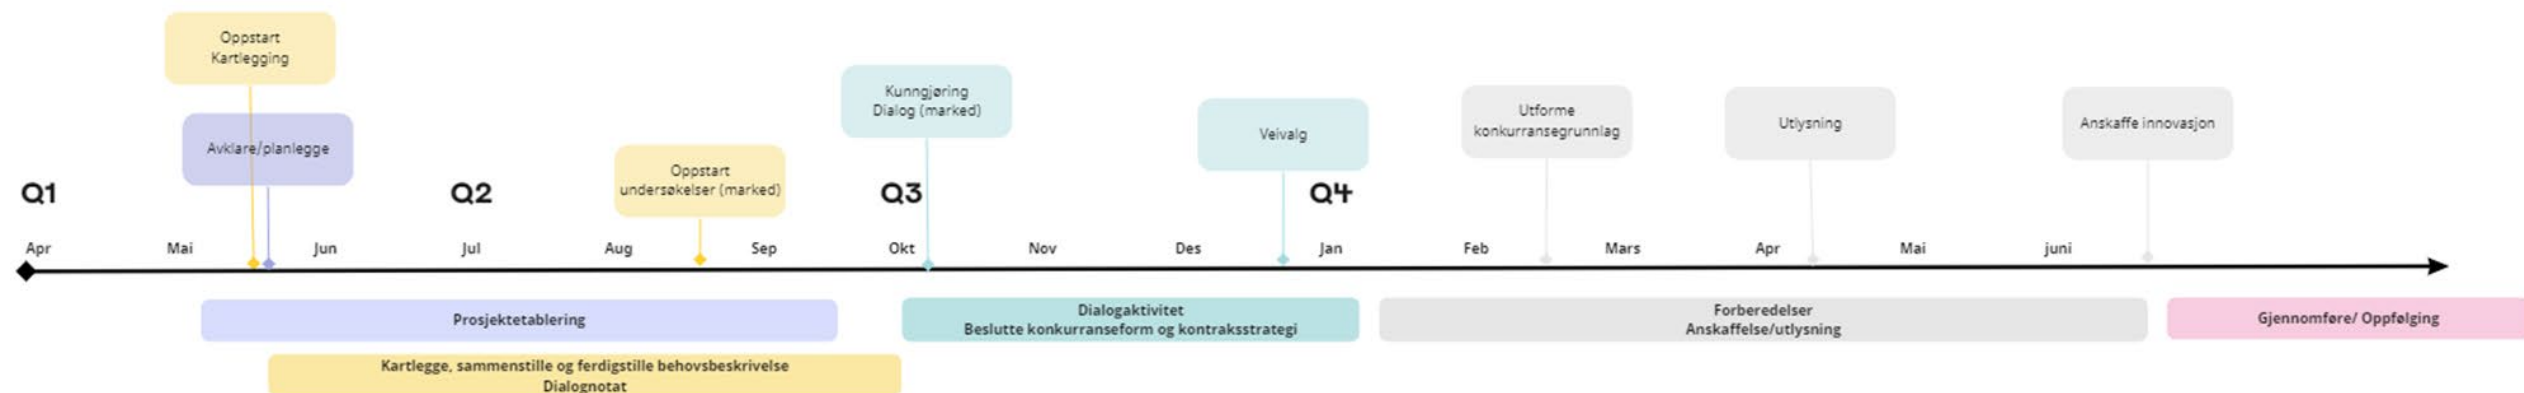 Oppstart
Kartlegging
Avklare/planlegge
Oppstart
undersøkelser (marked)
Kunngjøring
Dialog (marked)
Veivalg
Utforme
konkurransegrunnlag
Utlysning
Anskaffe innovasjon
Q1
Q2
Q3
Q4
Apr
Mai
Jun
Jul
Aug
Sep
Okt
Nov
Des
Jan
Feb
Mars
Apr
Mai
juni
Prosjektetablering
Dialogaktivitet
Beslutte konkurranseform og kontraksstrategi
Forberedelser
Anskaffelse/utlysning
Gjennomføre/ Oppfølging
Kartlegge, sammenstille og ferdigstille behovsbeskrivelse
Dialognotat